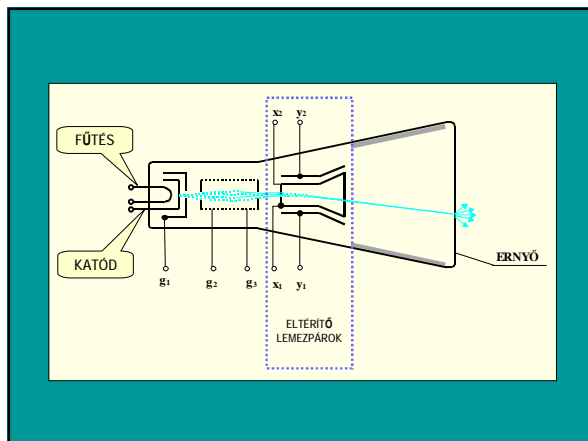 x2 y2
FŰTÉS
KATÓD
g1 g2 g3 x1 y1
ERNYŐ
ELTÉRÍTŐ
LEMEZPÁROK